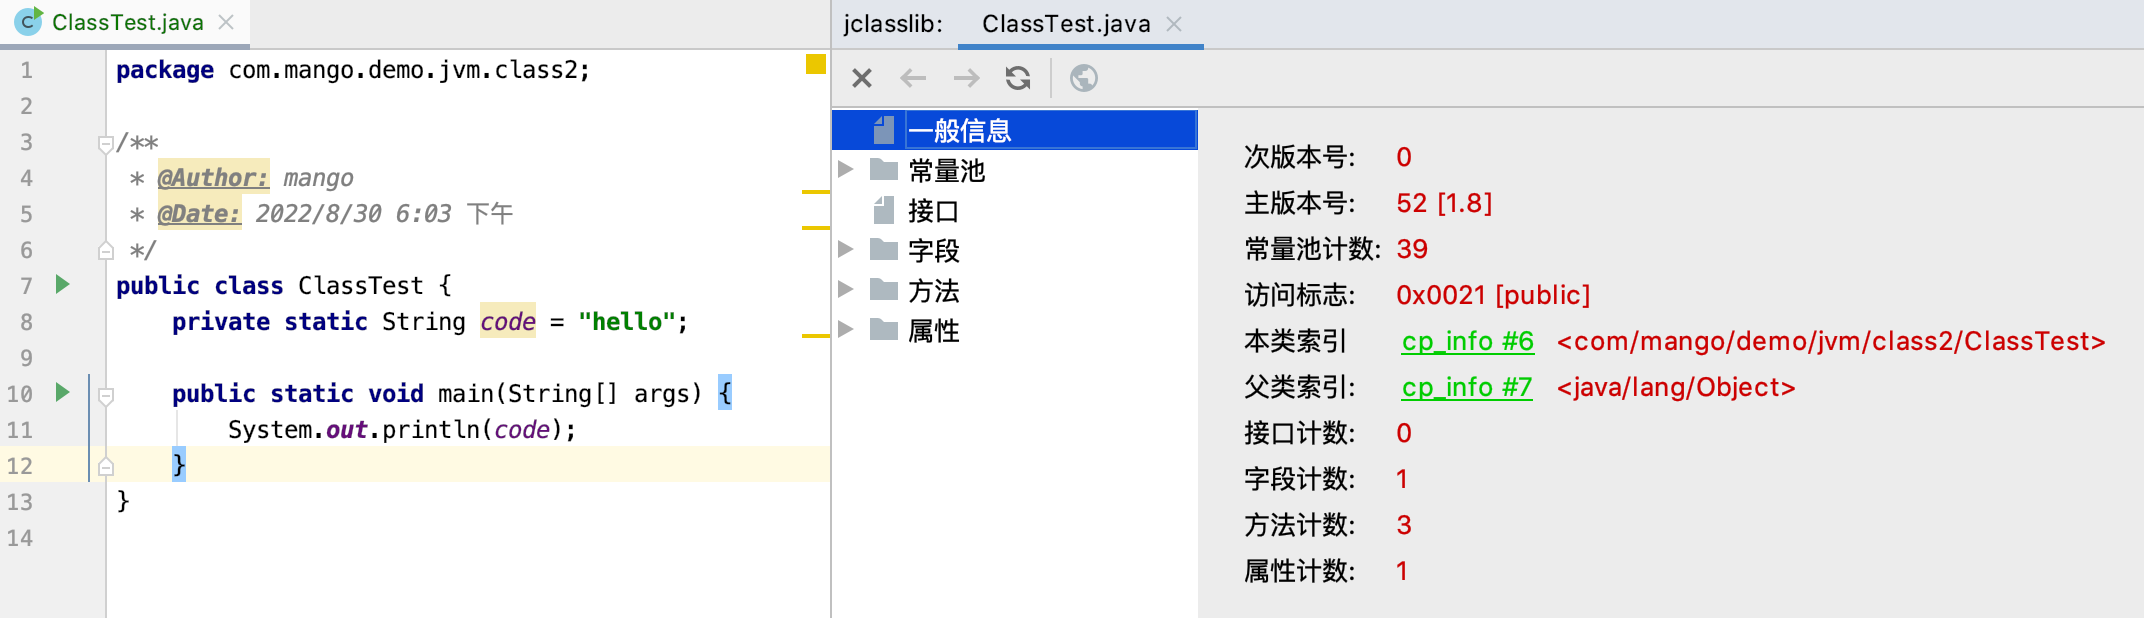 ClassTest.java
1 package com.mango.demo.jvm.class2;
2
3 /**
4 * @Author: mango
5 * @Date: 2022/8/30 6:03 下午
6 */
7 public class ClassTest {
8 private static String code = "hello";
9
10 public static void main(String[] args) {
11 System.out.println(code);
12 }
13 }
14
jclasslib: ClassTest.java
一般信息
常量池
接口
字段
方法
属性
次版本号: 0
主版本号: 52 [1.8]
常量池计数: 39
访问标志: 0x0021 [public]
本类索引 cp_info #6 <com/mango/demo/jvm/class2/ClassTest>
父类索引: cp_info #7 <java/lang/Object>
接口计数: 0
字段计数: 1
方法计数: 3
属性计数: 1